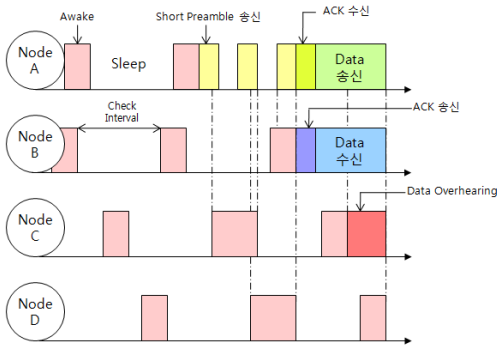 Awake
Short Preamble 송신
ACK 수신
Node
A
Sleep
Data
송신
Check
Interval
ACK 송신
Node
B
Data
수신
Data Overhearing
Node
C
Node
D